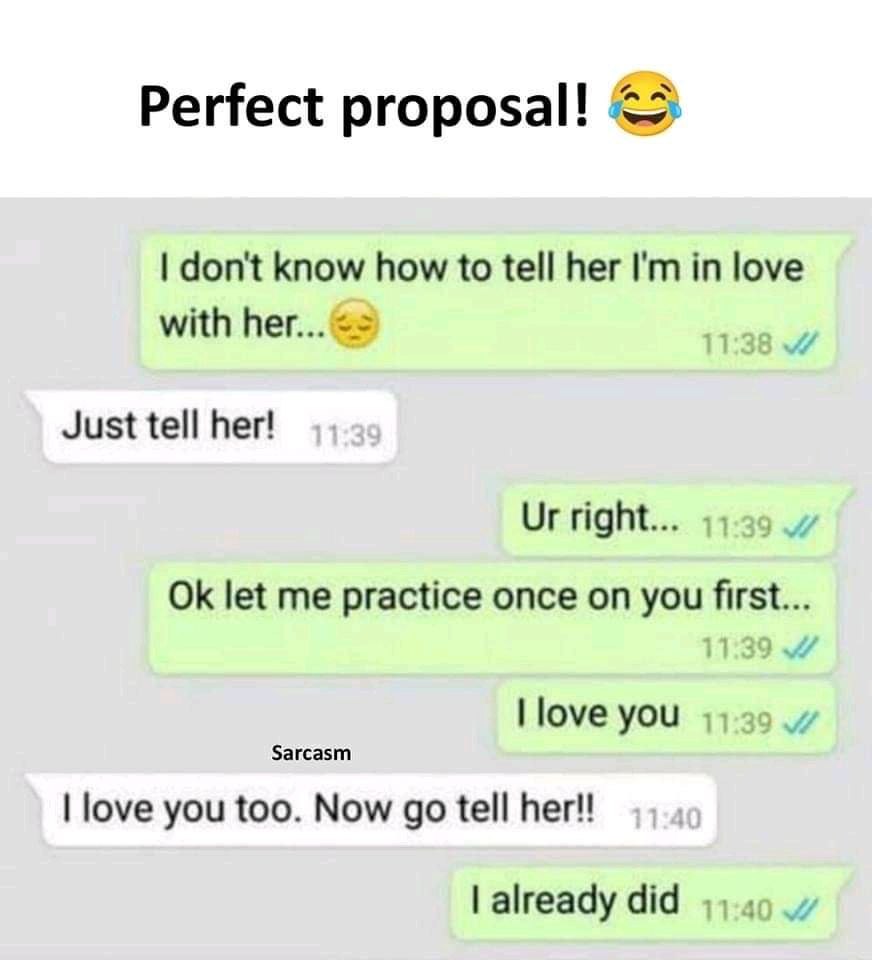 Perfect proposal! 😂
I don't know how to tell her I'm in love
with her...😔
11:38
Just tell her! 11:39
Ur right... 11:39
Ok let me practice once on you first...
11:39
I love you 11:39
Sarcasm
I love you too. Now go tell her!! 11:40
I already did 11:40